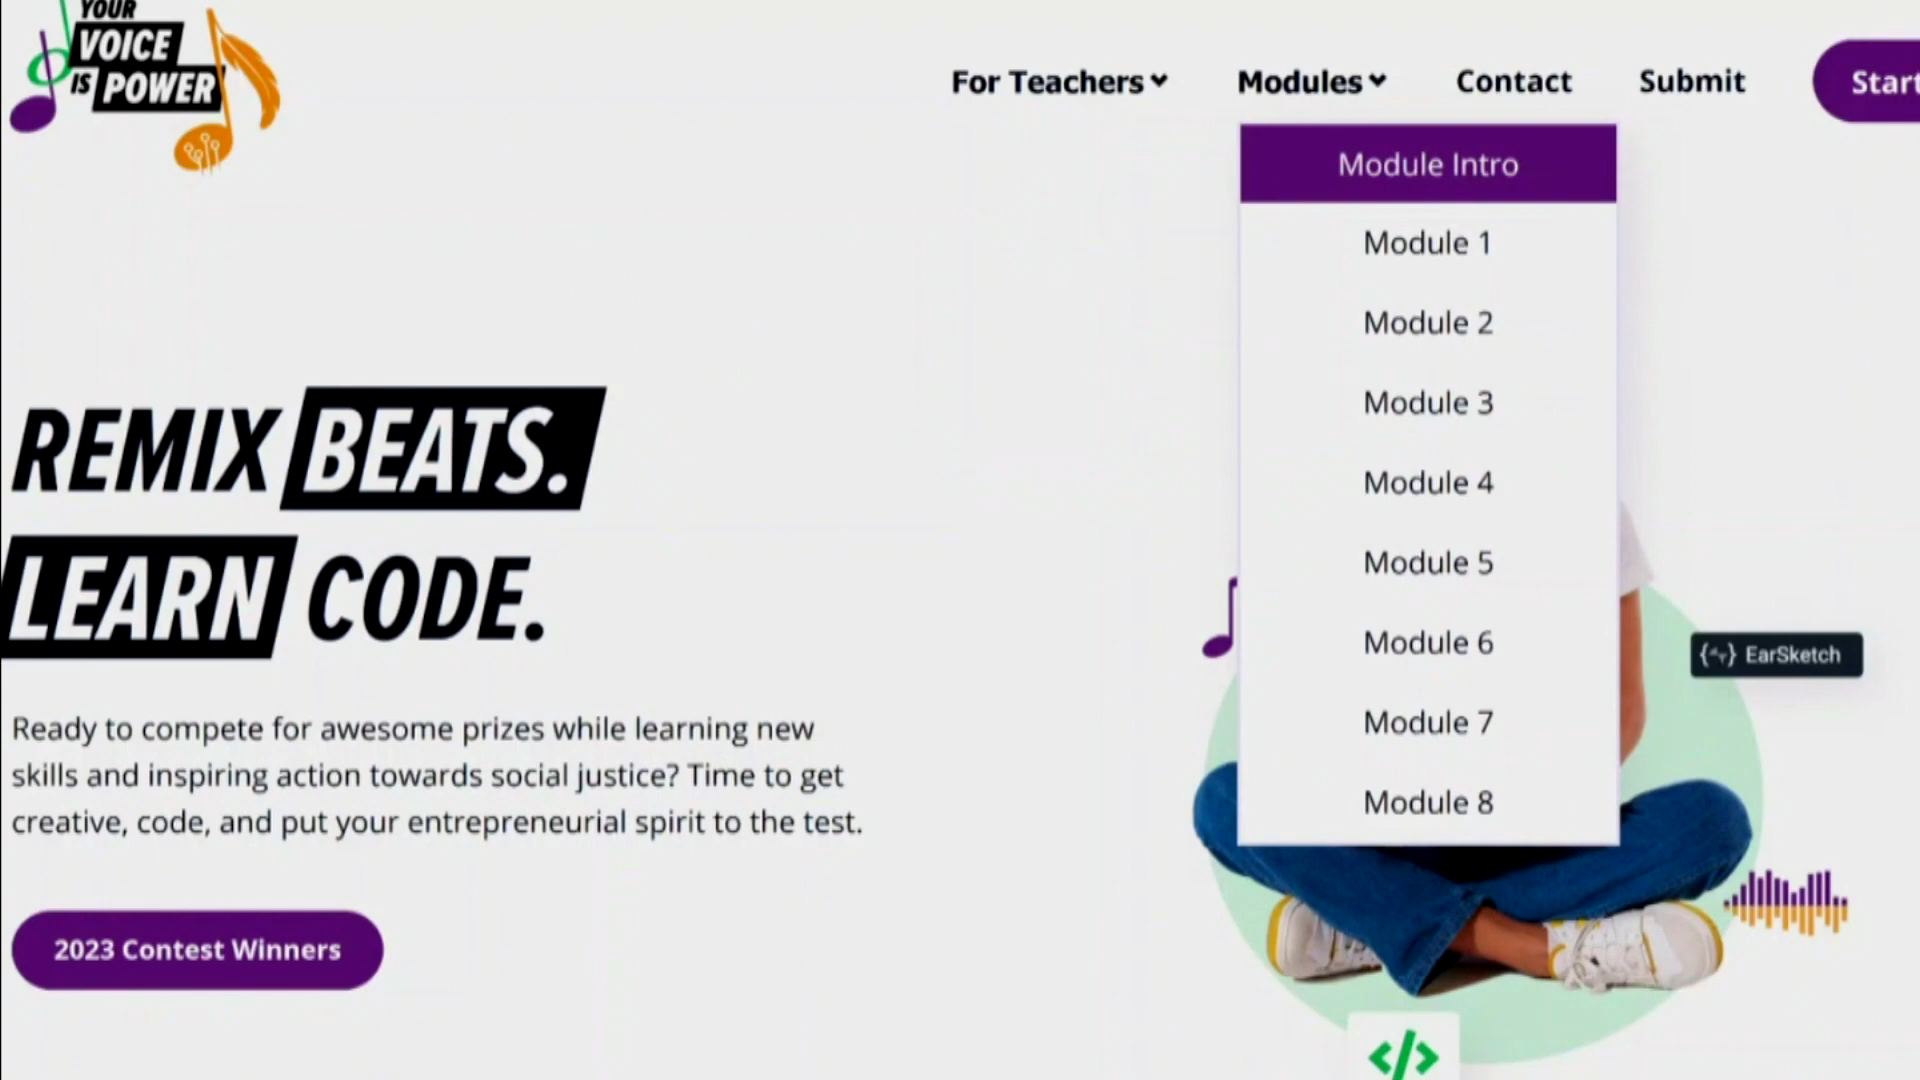 YOUR
VOICE
IS POWER
For Teachers
Modules
Contact
Submit
Start
Module Intro
Module 1
Module 2
Module 3
Module 4
Module 5
Module 6
Module 7
Module 8
REMIX BEATS.
LEARN CODE.
Ready to compete for awesome prizes while learning new
skills and inspiring action towards social justice? Time to get
creative, code, and put your entrepreneurial spirit to the test.
2023 Contest Winners
EarSketch